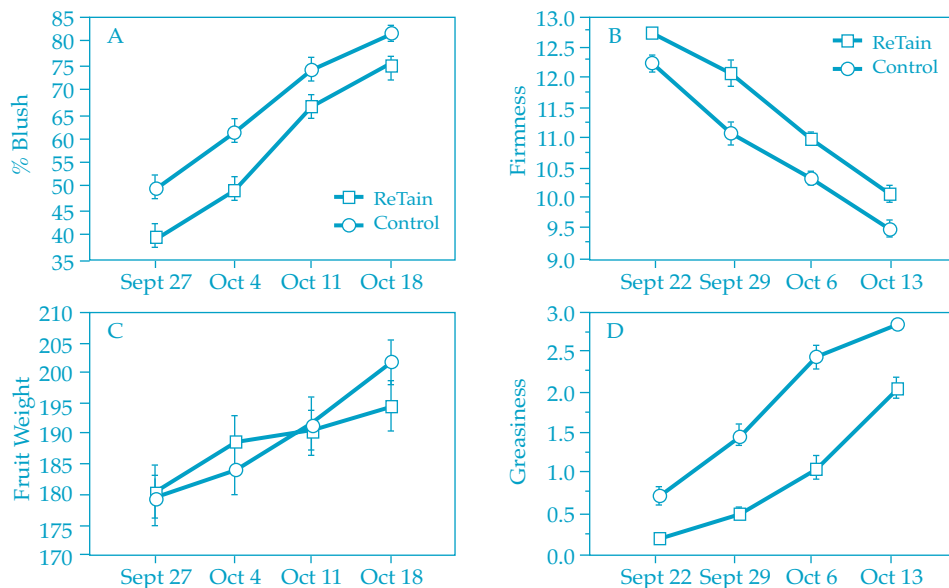 A
% Blush
85
80
75
70
65
60
55
50
45
40
35
ReTain
Control
Sept 27 Oct 4 Oct 11 Oct 18
B
Firmness
13.0
12.5
12.0
11.5
11.0
10.5
10.0
9.5
9.0
ReTain
Control
Sept 22 Sept 29 Oct 6 Oct 13
C
Fruit Weight
210
205
200
195
190
185
180
175
170
Sept 27 Oct 4 Oct 11 Oct 18
D
Greasiness
3.0
2.5
2.0
1.5
1.0
0.5
0.0
Sept 22 Sept 29 Oct 6 Oct 13